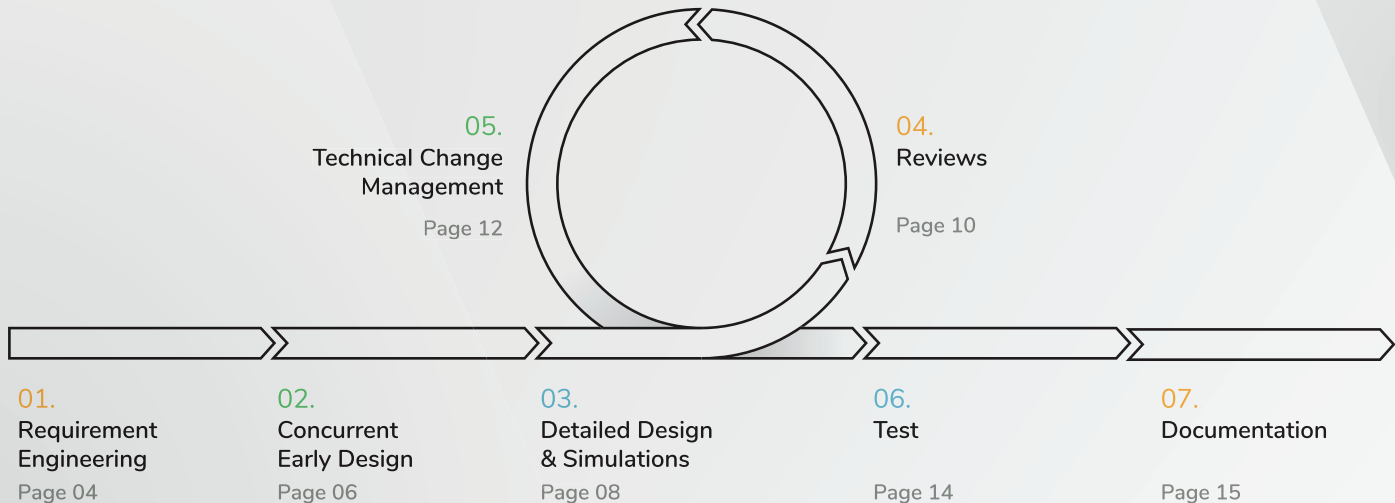 05.
Technical Change
Management
Page 12
04.
Reviews
Page 10
01.
Requirement
Engineering
Page 04
02.
Concurrent
Early Design
Page 06
03.
Detailed Design
& Simulations
Page 08
06.
Test
Page 14
07.
Documentation
Page 15